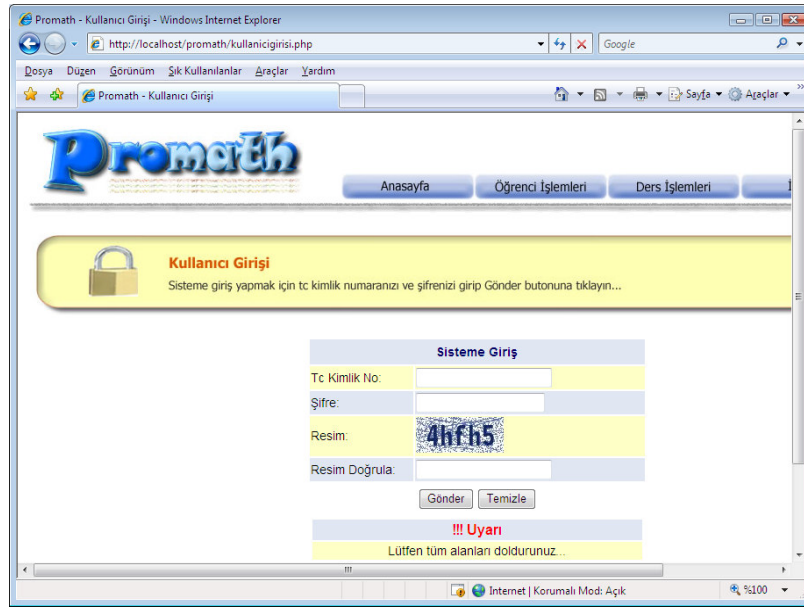 Promath - Kullanıcı Girişi - Windows Internet Explorer
http://localhost/promath/kullanicigirisi.php
Google
Dosya Düzen Görünüm Sık Kullanılanlar Araçlar Yardım
Promath - Kullanıcı Girişi
Sayfa Araçlar
Promath
Anasayfa Öğrenci İşlemleri Ders İşlemleri
Kullanıcı Girişi
Sisteme giriş yapmak için tc kimlik numaranızı ve şifrenizi girip Gönder butonuna tıklayın...
Sisteme Giriş
Tc Kimlik No:
Şifre:
Resim: 4hfh5
Resim Doğrula:
Gönder Temizle
!!! Uyarı
Lütfen tüm alanları doldurunuz...
Internet | Korumalı Mod: Açık %100